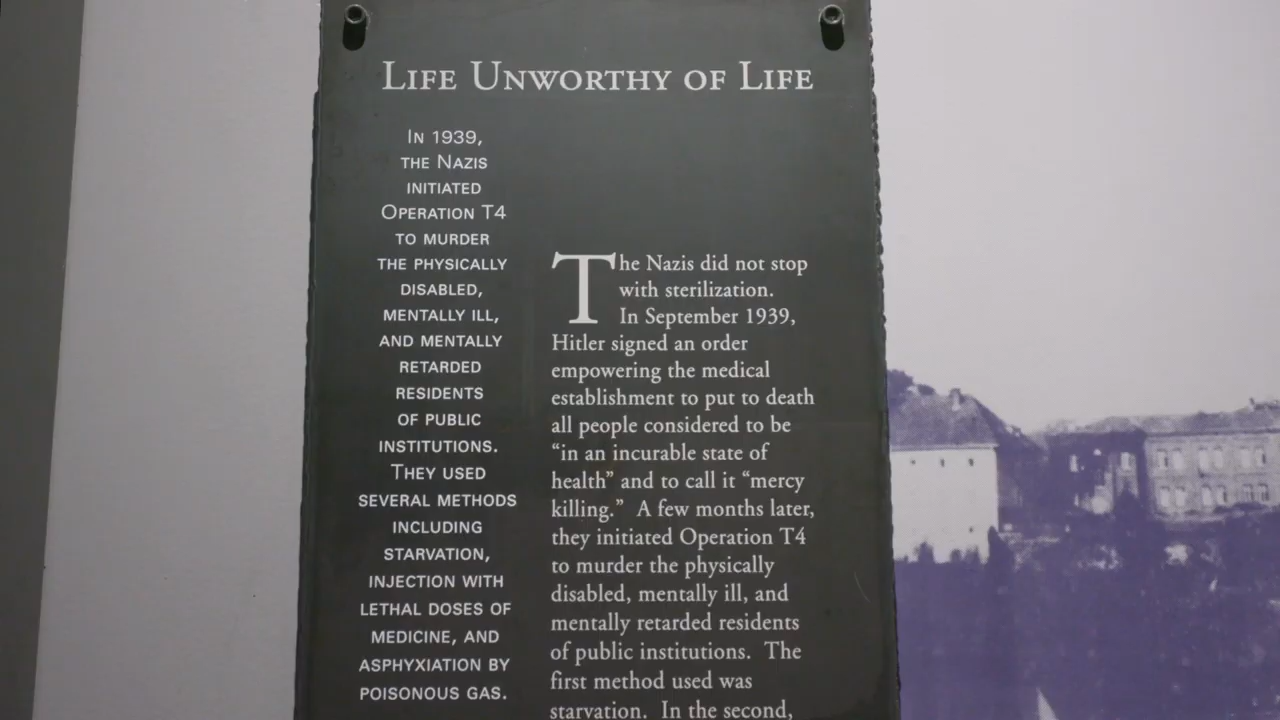 Life Unworthy of Life
In 1939,
the Nazis
initiated
Operation T4
to murder
the physically
disabled,
mentally ill,
and mentally
retarded
residents
of public
institutions.
They used
several methods
including
starvation,
injection with
lethal doses of
medicine, and
asphyxiation by
poisonous gas.
The Nazis did not stop
with sterilization.
In September 1939,
Hitler signed an order
empowering the medical
establishment to put to death
all people considered to be
“in an incurable state of
health” and to call it “mercy
killing.” A few months later,
they initiated Operation T4
to murder the physically
disabled, mentally ill, and
mentally retarded residents
of public institutions. The
first method used was
starvation. In the second,